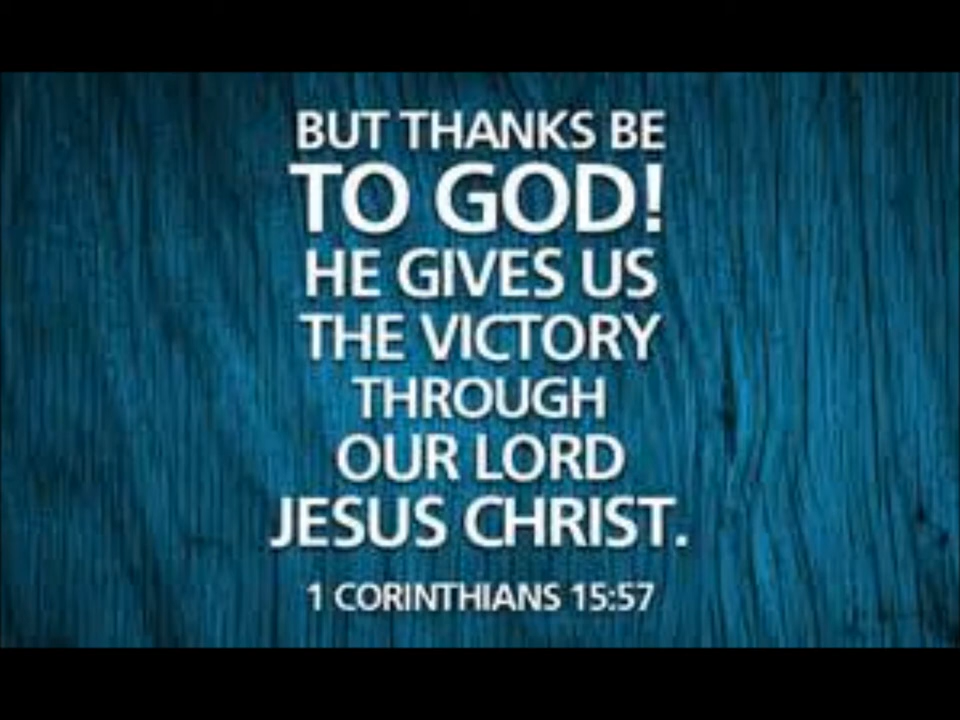 BUT THANKS BE
TO GOD!
HE GIVES US
THE VICTORY
THROUGH
OUR LORD
JESUS CHRIST.
1 CORINTHIANS 15:57